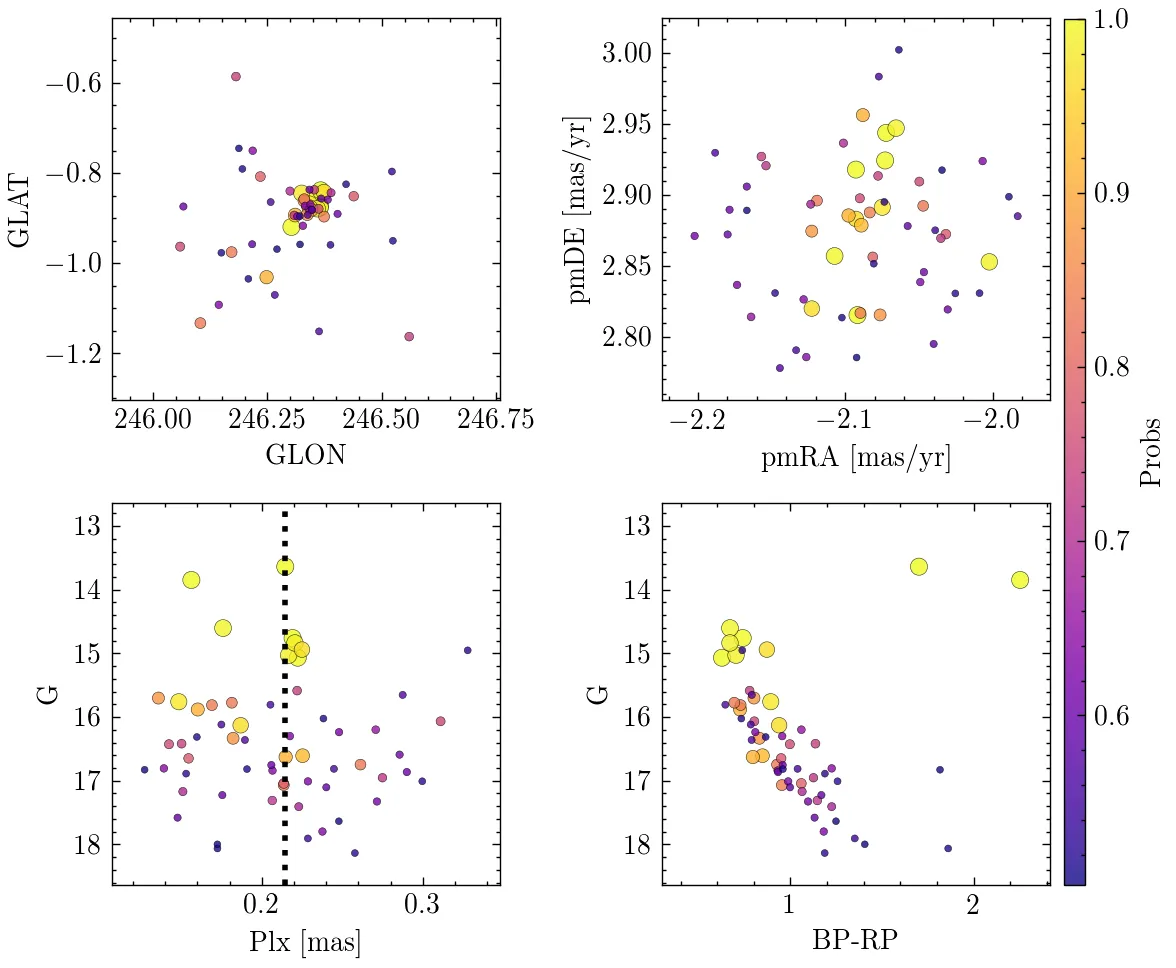 −0.6
−0.8
−1.0
−1.2
GLAT
246.00 246.25 246.50 246.75
GLON
3.00
2.95
2.90
2.85
2.80
pmDE [mas/yr]
−2.2 −2.1 −2.0
pmRA [mas/yr]
1.0
0.9
0.8
0.7
0.6
Probs
13
14
15
16
17
18
G
0.2 0.3
Plx [mas]
13
14
15
16
17
18
G
1 2
BP-RP